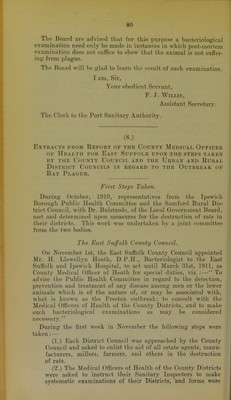 80
The Board are advised that for this purpose a bacteriological
examination need only be made in instances in which post-mortem
examination does not suffice to shew that the animal is not suffer-
ing from plague.
The Board will be glad to learn the result of each examination.
I am, Sir,
Your obedient Servant,
F. J. Willis,
Assistant Secretary.
The Clerk to the Port Sanitary Authority.
(8.)
Extracts from Report of the County Medical Officer
of Health for East Suffolk upon the steps taken
by the County Council and the Urban and Rural
District Councils in regard to the Outbreak of
Rat Plague.
First Steps Taken.
During October, 1910, representatives from the Ipswich
Borough Public Health Committee and the Samford Rural Dis-
trict Council, with Dr. Bulstrode, of the Local Government Board,
met and determined upon measures for the destruction of rats in
their districts. This work was undertaken by a joint committee
from the two bodies.
The East Suffolk County Council.
On November 1st, the East Suffolk County Council appointed
Mr. H. Llewellyn Heath, D.P.H., Bacteriologist to the East
Suffolk and Ipswich Hospital, to act until March 31st, 1911, as
County Medical Officer of Health for special duties, viz.:—"To
advise the Public Health Committee in regard to the detection,
prevention and treatment of any disease among men or the lower
animals which is of the nature of, or may be associated with,
what is known as the Freston outbreak; to consult with the
Medical Officers of Health of the County Districts, and to make
such bacteriological examinations as may be considered
necessary."
During the first week in November the following steps were
taken:—
(1.) Each District Council was approached by the County
Council and asked to enlist the aid of all estate agents, manu-
facturers, millers, farmers, and others in the destruction
of rats.
(2.) The Medical Officers of Health of the County Districts
were asked to instruct their Sanitary Inspectors to make
systematic examinations of their Districts, and forms were